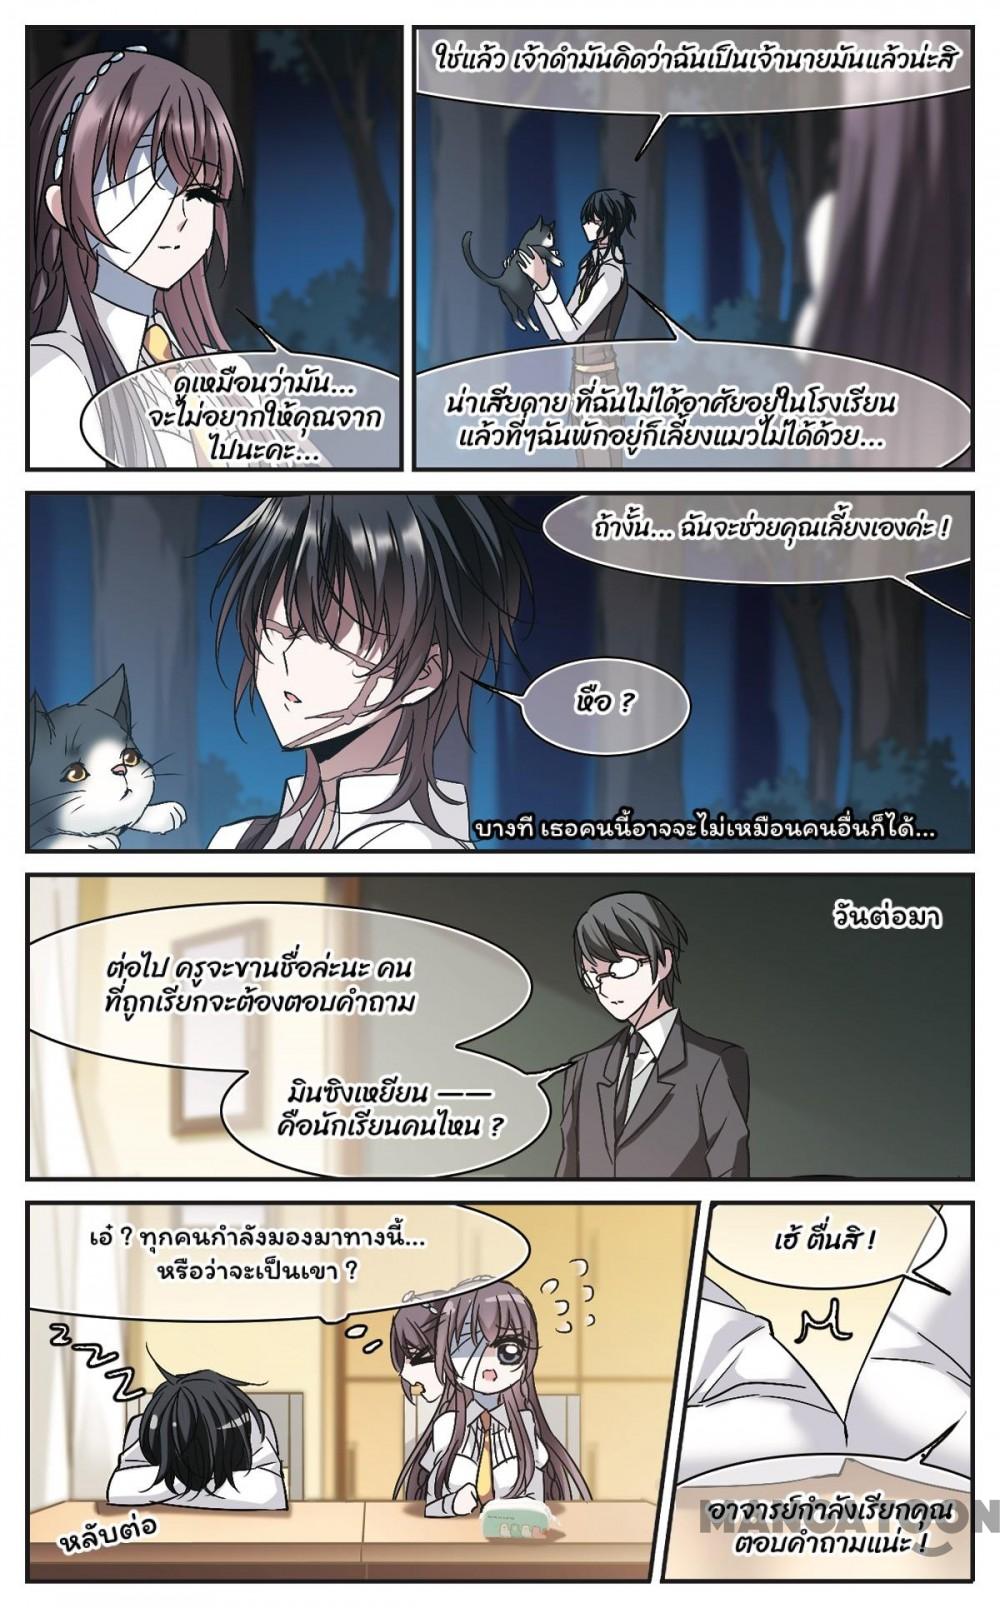 ใช่แล้ว เจ้าดำมันคิดว่าฉันเป็นเจ้านายมันแล้วน่ะสิ
ดูเหมือนว่ามัน...
จะไม่อยากให้คุณจาก
ไปนะคะ...
น่าเสียดาย ที่ฉันไม่ได้อาศัยอยู่ในโรงเรียน
แล้วที่ๆฉันพักอยู่ก็เลี้ยงแมวไม่ได้ด้วย...
ถ้างั้น... ฉันจะช่วยคุณเลี้ยงเองค่ะ !
หือ ?
บางที เธอคนนี้อาจจะไม่เหมือนคนอื่นก็ได้...
วันต่อมา
ต่อไป ครูจะขานชื่อล่ะนะ คน
ที่ถูกเรียกจะต้องตอบคำถาม
มินซิงเหยียน ——
คือนักเรียนคนไหน ?
เอ๋ ? ทุกคนกำลังมองมาทางนี้...
หรือว่าจะเป็นเขา ?
zzzzz
หลับต่อ
เฮ้ ตื่นสิ !
อาจารย์กำลังเรียกคุณ
ตอบคำถามแน่ะ !
MANGATOON